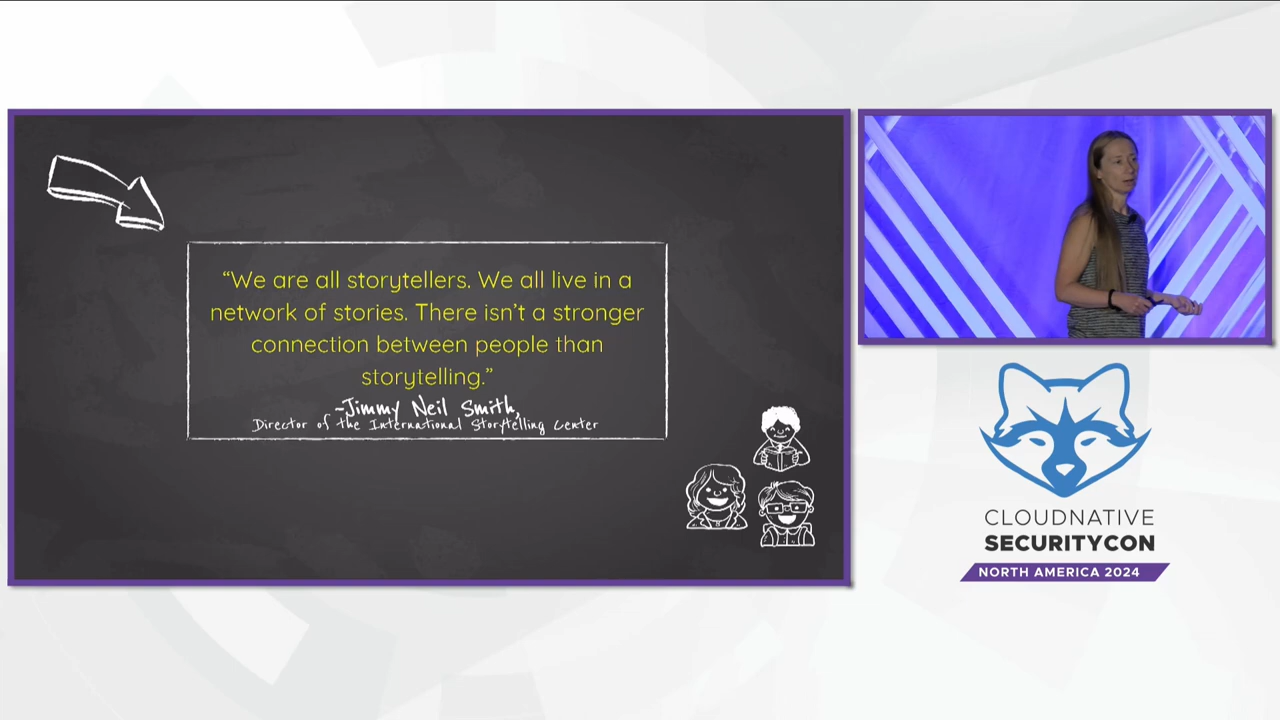 “We are all storytellers. We all live in a
network of stories. There isn’t a stronger
connection between people than
storytelling.”
~Jimmy Neil Smith,
Director of the International Storytelling Center
CLOUDNATIVE
SECURITYCON
NORTH AMERICA 2024